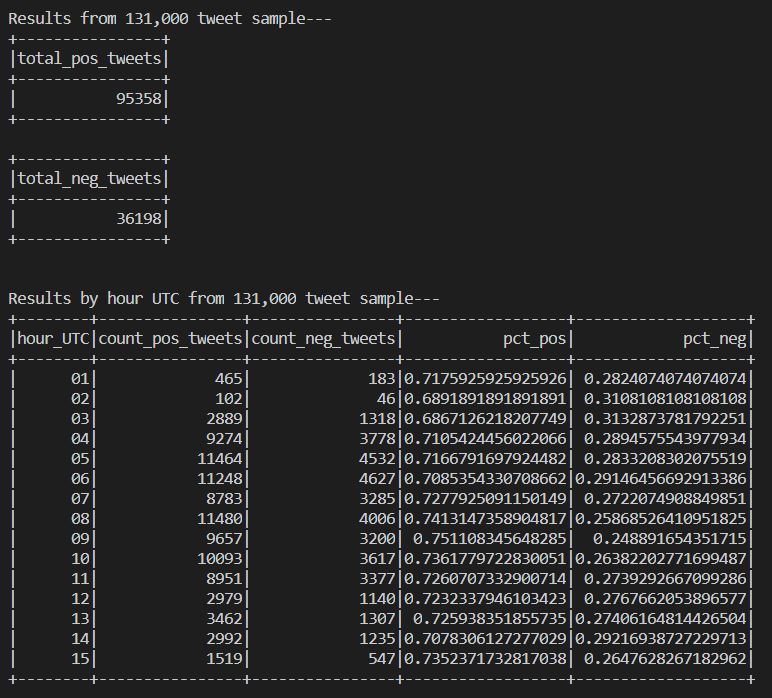 Results from 131,000 tweet sample---
+----------------+
|total_pos_tweets|
+----------------+
|           95358|
+----------------+
+----------------+
|total_neg_tweets|
+----------------+
|           36198|
+----------------+
Results by hour UTC from 131,000 tweet sample---
+--------+----------------+----------------+------------------+-------------------+
|hour_UTC|count_pos_tweets|count_neg_tweets|           pct_pos|            pct_neg|
+--------+----------------+----------------+------------------+-------------------+
|      01|             465|             183|0.7175925925925926| 0.2824074074074074|
|      02|             102|              46|0.6891891891891891| 0.3108108108108108|
|      03|            2889|            1318|0.6867126218207749| 0.3132873781792251|
|      04|            9274|            3778|0.7105424456022066| 0.2894575543977934|
|      05|           11464|            4532|0.7166791697924482| 0.2833208302075519|
|      06|           11248|            4627|0.7085354330708662|0.29146456692913386|
|      07|            8783|            3285|0.7277925091150149| 0.2722074908849851|
|      08|           11480|            4006|0.7413147358904817|0.25868526410951825|
|      09|            9657|            3200| 0.751108345648285|  0.248891654351715|
|      10|           10093|            3617|0.7361779722830051|0.26382202771699487|
|      11|            8951|            3377|0.7260707332900714| 0.2739292667099286|
|      12|            2979|            1140|0.7232337946103423| 0.2767662053896577|
|      13|            3462|            1307| 0.725938351855735|0.27406164814426504|
|      14|            2992|            1235|0.7078306127277029|0.29216938727229713|
|      15|            1519|             547|0.7352371732817038| 0.2647628267182962|
+--------+----------------+----------------+------------------+-------------------+